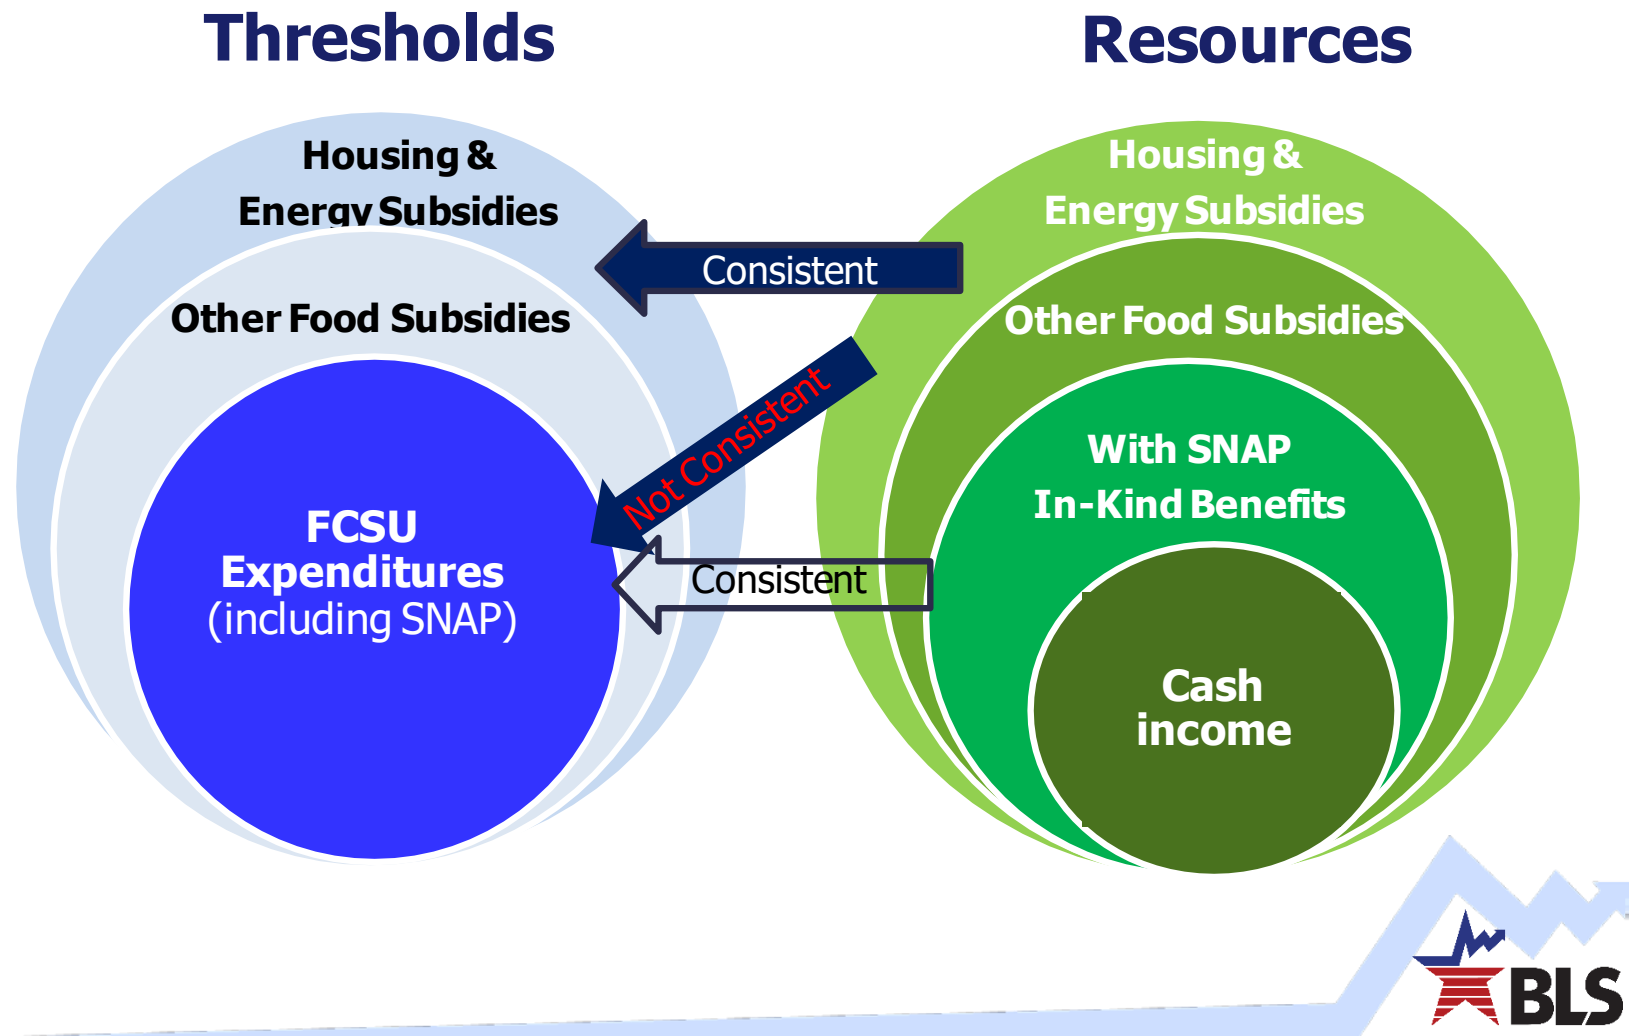 Thresholds
Resources
Housing &
Energy Subsidies
Other Food Subsidies
FCSU
Expenditures
(including SNAP)
Consistent
Not Consistent
Consistent
Housing &
Energy Subsidies
Other Food Subsidies
With SNAP
In-Kind Benefits
Cash
income
BLS